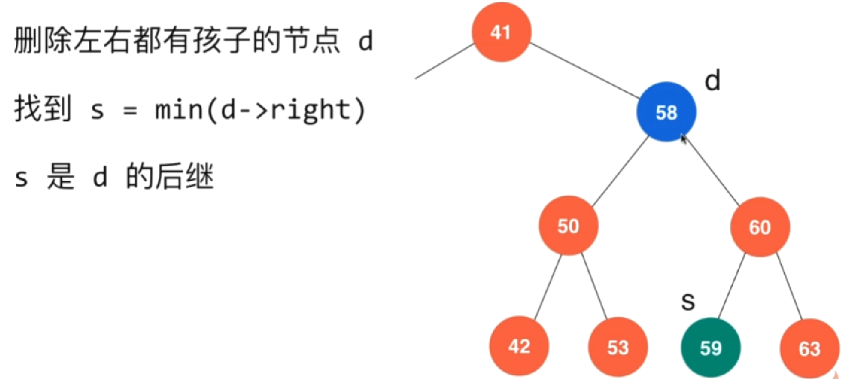 删除左右都有孩子的节点 d
找到 s = min(d->right)
s 是 d 的后继
41
d
58
50
60
s
42
53
59
63